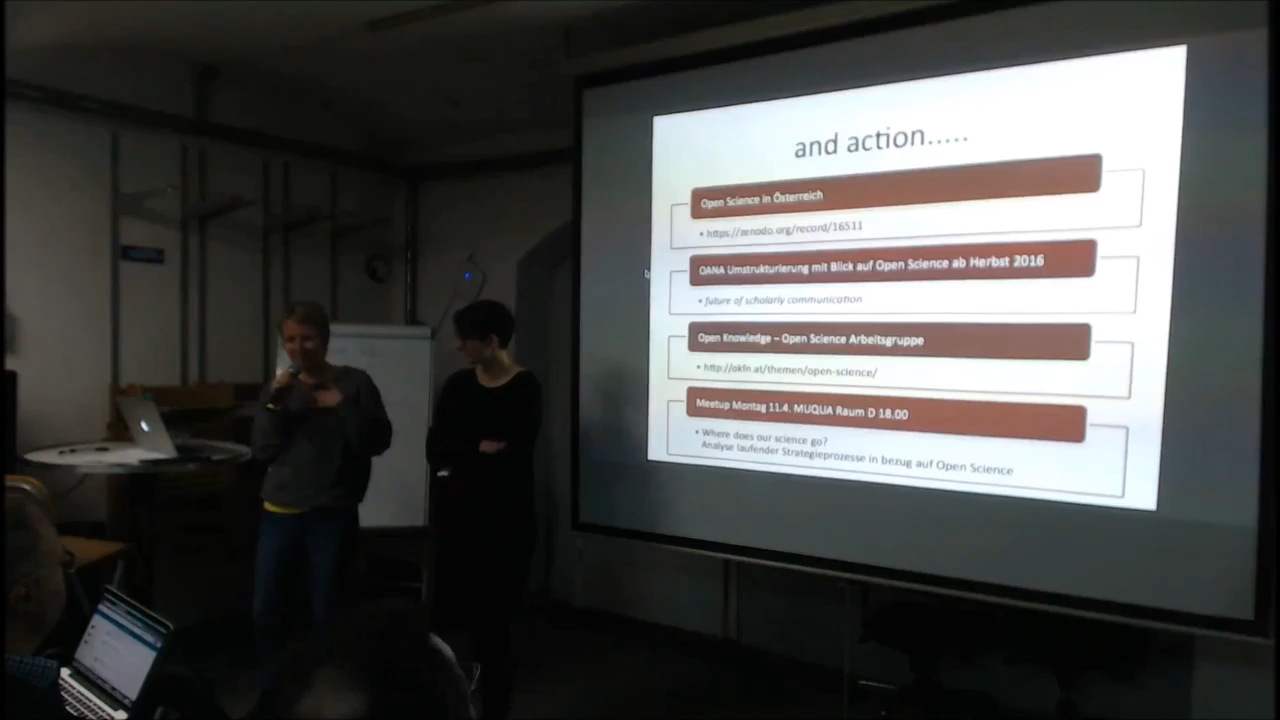 and action.....
Open Science in Österreich
• https://zenodo.org/record/16511
OANA Umstrukturierung mit Blick auf Open Science ab Herbst 2016
• future of scholarly communication
Open Knowledge – Open Science Arbeitsgruppe
• http://okfn.at/themen/open-science/
Meetup Montag 11.4. MUQUA Raum D 18.00
• Where does our science go?
Analyse laufender Strategieprozesse in bezug auf Open Science